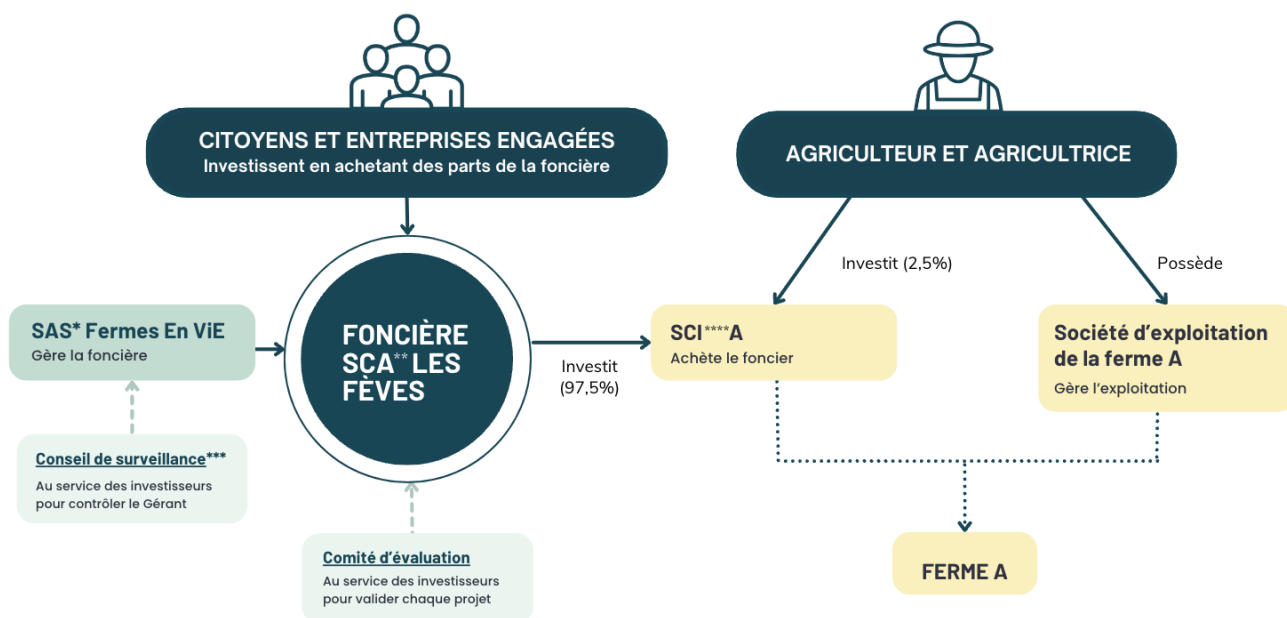 CITOYENS ET ENTREPRISES ENGAGÉES
Investissent en achetant des parts de la foncière
AGRICULTEUR ET AGRICULTRICE
Investit (2,5%)
Possède
SAS* Fermes En ViE
Gère la foncière
FONCIÈRE
SCA** LES
FÈVES
Investit
(97,5%)
SCI****A
Achète le foncier
Société d'exploitation
de la ferme A
Gère l'exploitation
Conseil de surveillance***
Au service des investisseurs
pour contrôler le Gérant
Comité d'évaluation
Au service des investisseurs
pour valider chaque projet
FERME A